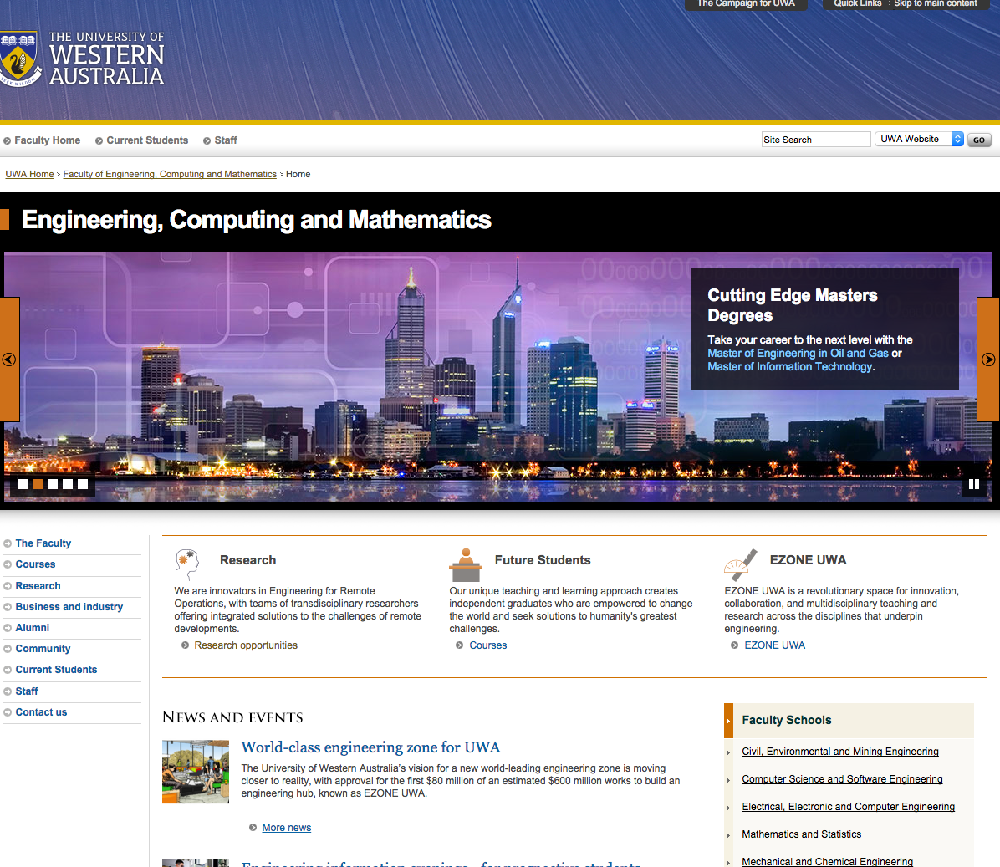 The Campaign for UWA
Quick Links
Skip to main content
THE UNIVERSITY OF
WESTERN
AUSTRALIA
SEEK WISDOM
Faculty Home
Current Students
Staff
Site Search
UWA Website
GO
UWA Home > Faculty of Engineering, Computing and Mathematics > Home
Engineering, Computing and Mathematics
Cutting Edge Masters
Degrees
Take your career to the next level with the
Master of Engineering in Oil and Gas or
Master of Information Technology.
The Faculty
Courses
Research
Business and industry
Alumni
Community
Current Students
Staff
Contact us
Research
We are innovators in Engineering for Remote
Operations, with teams of transdisciplinary researchers
offering integrated solutions to the challenges of remote
developments.
Research opportunities
Future Students
Our unique teaching and learning approach creates
independent graduates who are empowered to change
the world and seek solutions to humanity's greatest
challenges.
Courses
EZONE UWA
EZONE UWA is a revolutionary space for innovation,
collaboration, and multidisciplinary teaching and
research across the disciplines that underpin
engineering.
EZONE UWA
NEWS AND EVENTS
World-class engineering zone for UWA
The University of Western Australia's vision for a new world-leading engineering zone is moving
closer to reality, with approval for the first $80 million of an estimated $600 million works to build an
engineering hub, known as EZONE UWA.
More news
Engineering information evenings - for prospective students
Faculty Schools
Civil, Environmental and Mining Engineering
Computer Science and Software Engineering
Electrical, Electronic and Computer Engineering
Mathematics and Statistics
Mechanical and Chemical Engineering